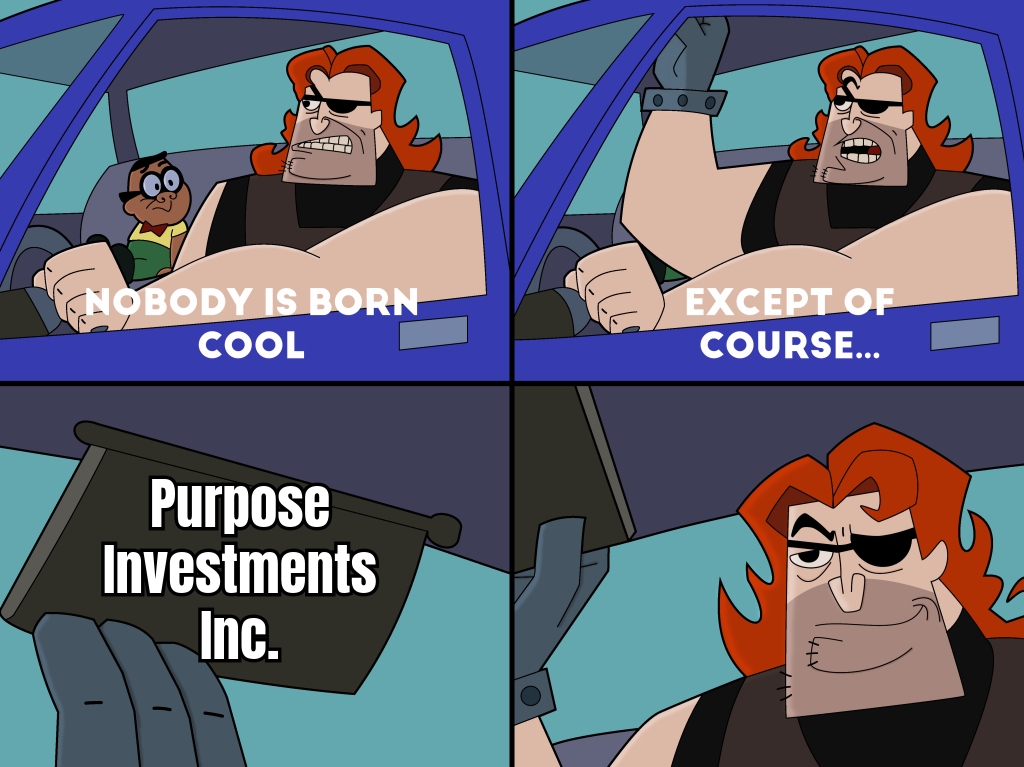 NOBODY IS BORN
COOL
EXCEPT OF
COURSE...
Purpose
Investments
Inc.